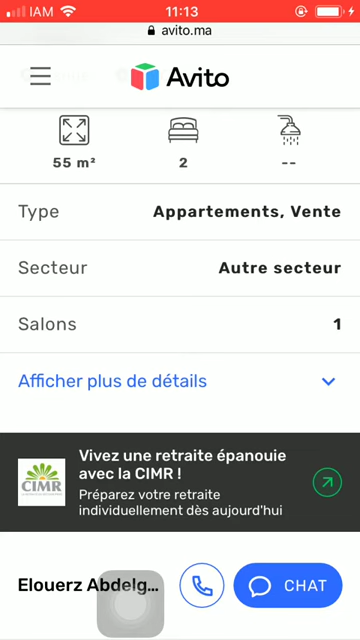 IAM 11:13
avito.ma
Avito
55 m² 2 --
Type Appartements, Vente
Secteur Autre secteur
Salons 1
Afficher plus de détails
Vivez une retraite épanouie
avec la CIMR !
CIMR
Préparez votre retraite
individuellement dès aujourd'hui
Elouerz Abdelg... CHAT